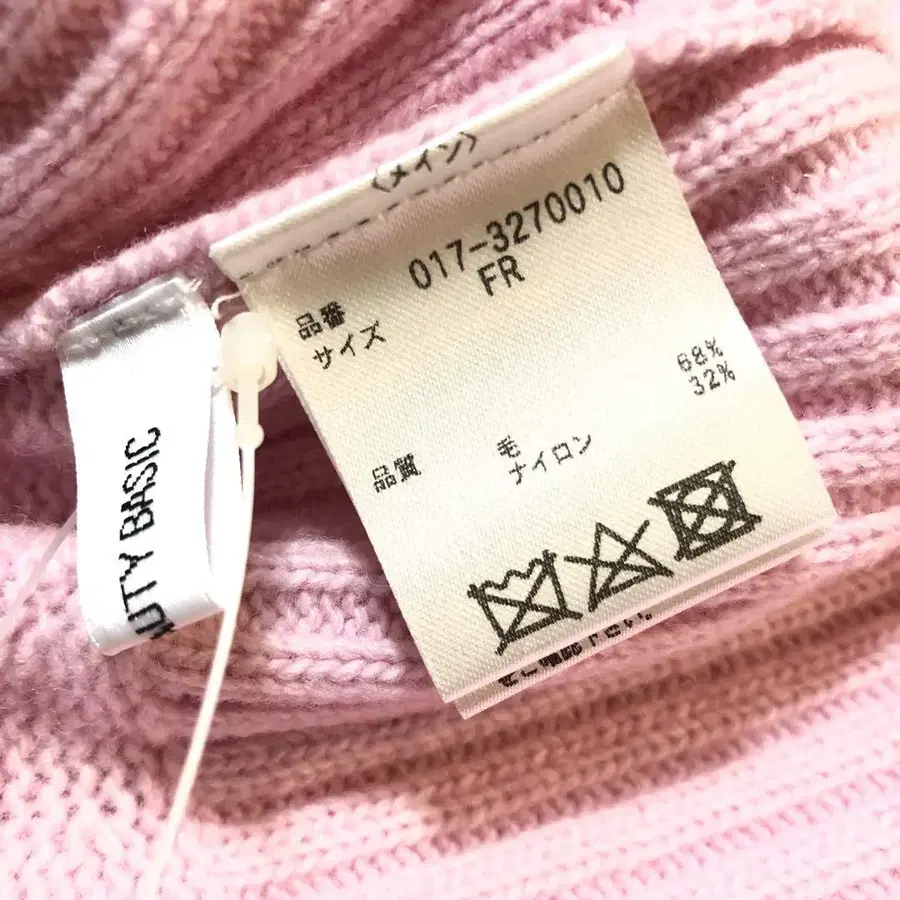 〈メイン〉
品番 017-3270010
サイズ FR
品質 毛 68%
ナイロン 32%
BASIC